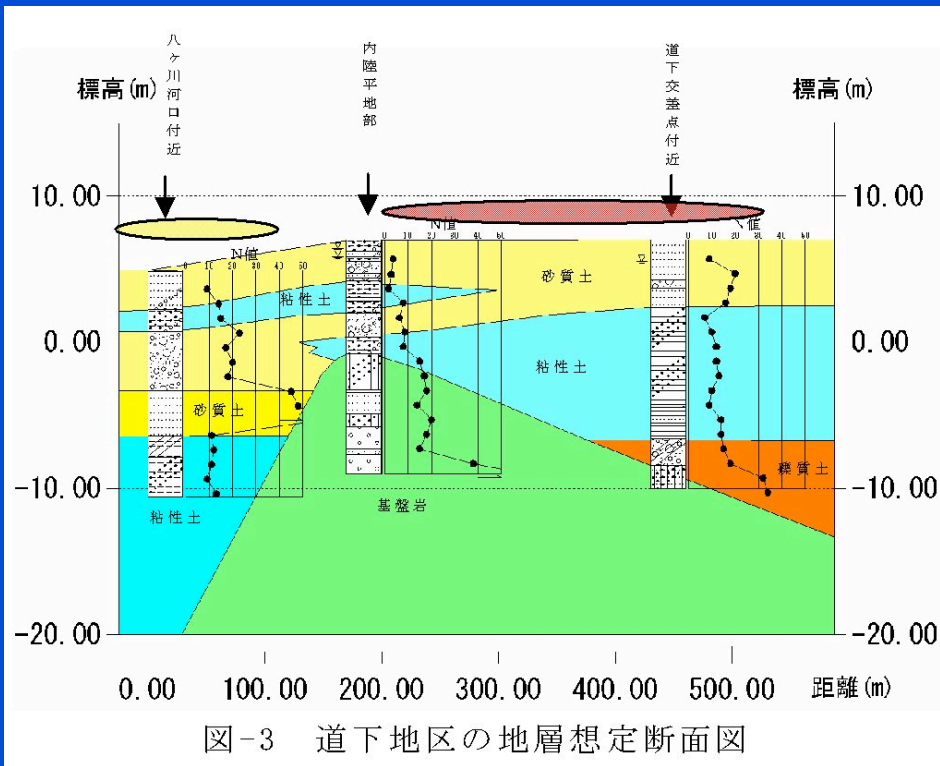 八ヶ川河口付近
内陸平地部
道下交差点付近
標高(m)
標高(m)
10.00
10.00
N値
0 10 20 30 40 50
N値
0 10 20 30 40 50
N値
0 10 20 30 40 50
砂質土
粘性土
0.00
0.00
粘性土
砂質土
礫質土
-10.00
-10.00
基盤岩
粘性土
-20.00
-20.00
0.00 100.00 200.00 300.00 400.00 500.00 距離(m)
図-3 道下地区の地層想定断面図